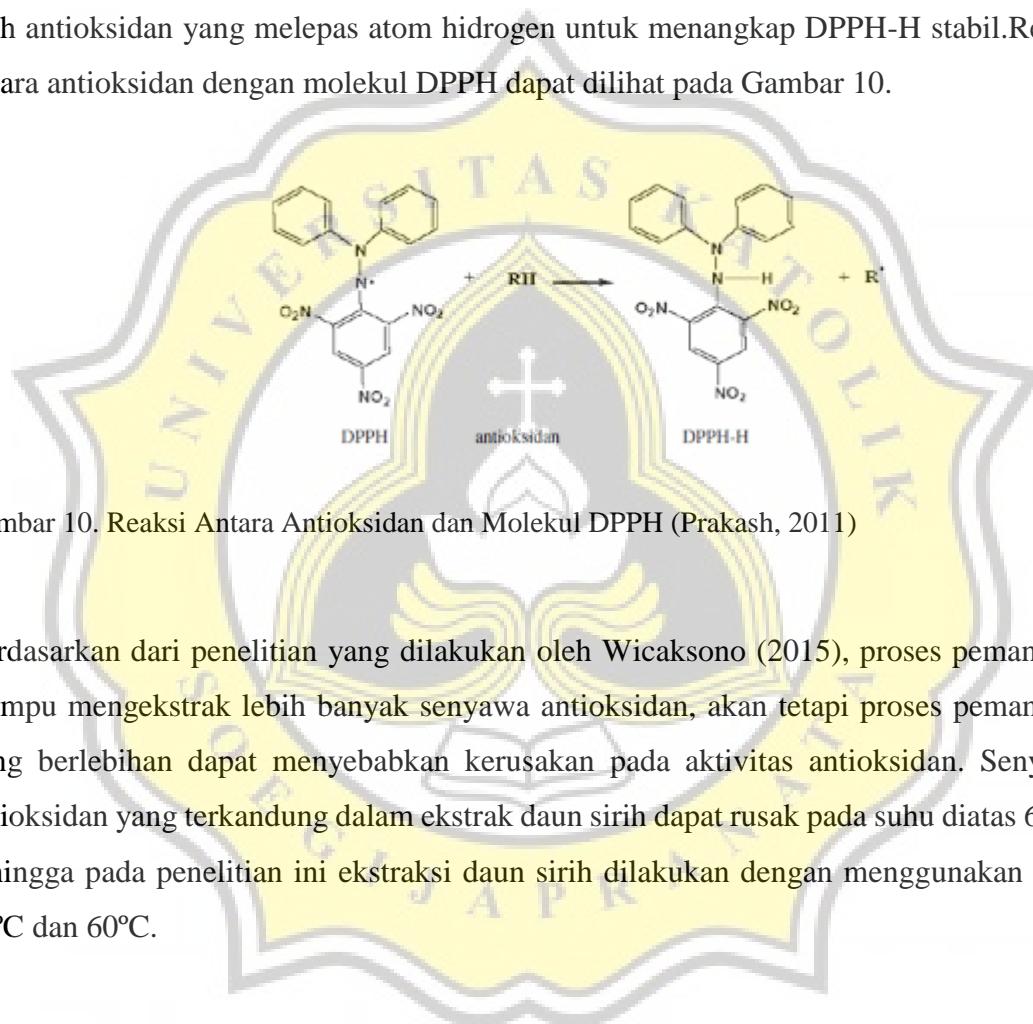 h antioksidan yang melepas atom hidrogen untuk menangkap DPPH-H stabil.Re
ara antioksidan dengan molekul DPPH dapat dilihat pada Gambar 10.
UNIVERSITAS KATOLIK
N
N•
O₂N
NO₂
NO₂
DPPH
+ RH
antioksidan
N
N H
O₂N
NO₂
NO₂
DPPH-H
+ R•
mbar 10. Reaksi Antara Antioksidan dan Molekul DPPH (Prakash, 2011)
rdasarkan dari penelitian yang dilakukan oleh Wicaksono (2015), proses peman
mpu mengekstrak lebih banyak senyawa antioksidan, akan tetapi proses peman
ng berlebihan dapat menyebabkan kerusakan pada aktivitas antioksidan. Seny
tioksidan yang terkandung dalam ekstrak daun sirih dapat rusak pada suhu diatas 6
hingga pada penelitian ini ekstraksi daun sirih dilakukan dengan menggunakan
ºC dan 60ºC.
SOEGIJAPRANATA